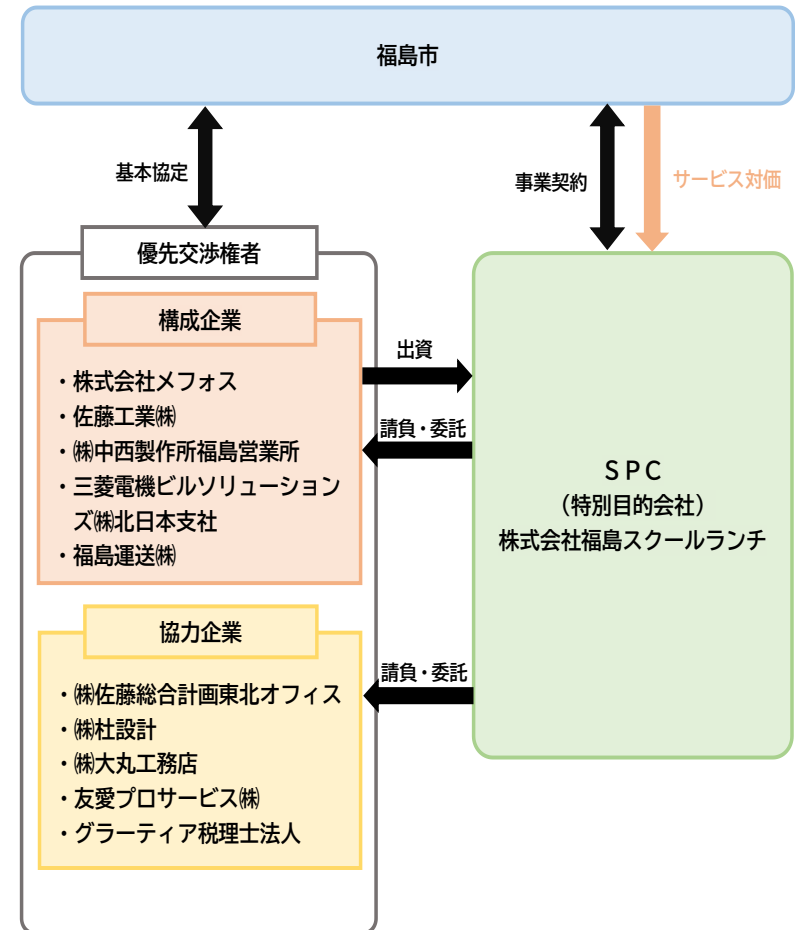 福島市
基本協定
事業契約
サービス対価
優先交渉権者
構成企業
・株式会社メフォス
・佐藤工業㈱
・㈱中西製作所福島営業所
・三菱電機ビルソリューション
ズ㈱北日本支社
・福島運送㈱
出資
請負・委託
SPC
（特別目的会社）
株式会社福島スクールランチ
協力企業
・㈱佐藤総合計画東北オフィス
・㈱杜設計
・㈱大丸工務店
・友愛プロサービス㈱
・グラーティア税理士法人
請負・委託